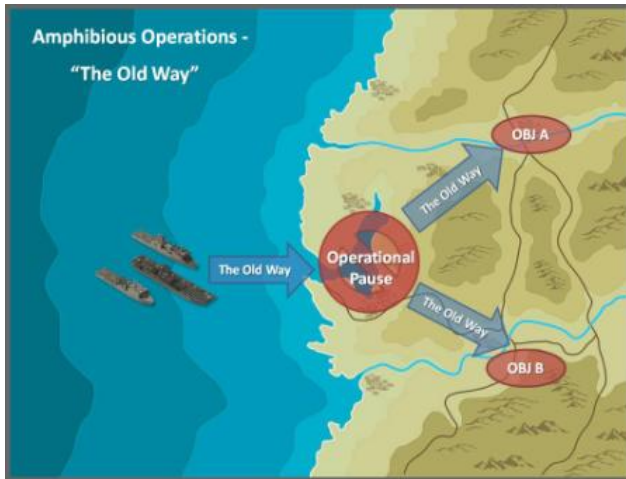 Amphibious Operations -
“The Old Way”
OBJ A
The Old Way
The Old Way
Operational
Pause
The Old Way
OBJ B